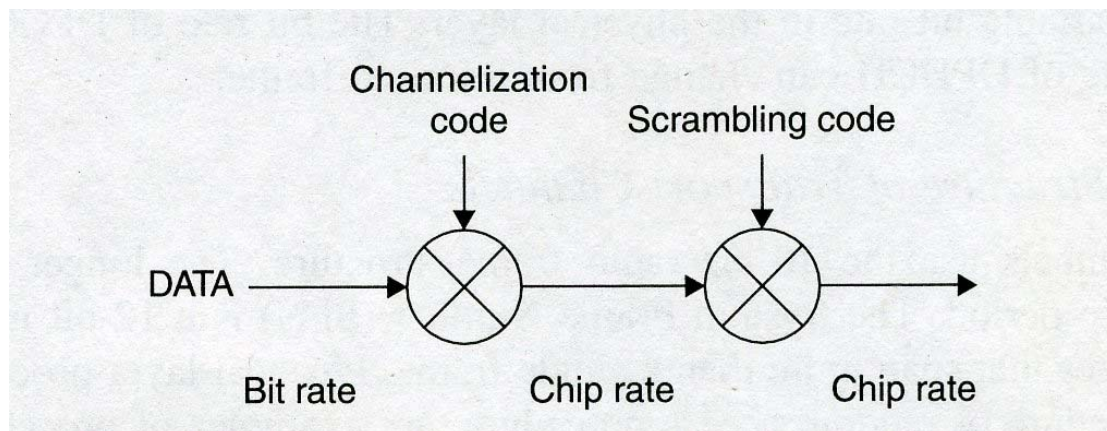 Channelization
code
Scrambling code
DATA
Bit rate
Chip rate
Chip rate